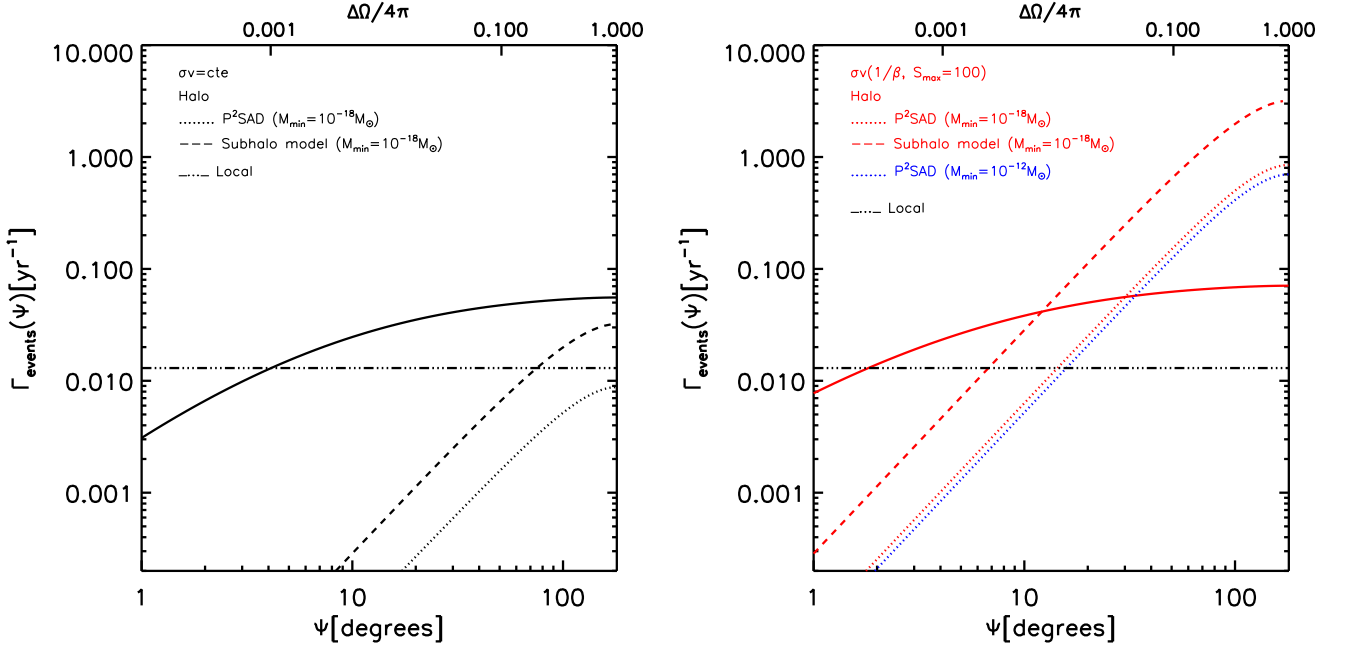 ΔΩ/4π
0.001 0.100 1.000
10.000
1.000
0.100
0.010
0.001
Γevents(Ψ)[yr⁻¹]
σv=cte
Halo
P²SAD (Mmin=10⁻¹⁸M⊙)
Subhalo model (Mmin=10⁻¹⁸M⊙)
Local
1 10 100
Ψ[degrees]
ΔΩ/4π
0.001 0.100 1.000
10.000
1.000
0.100
0.010
0.001
Γevents(Ψ)[yr⁻¹]
σv(1/β, Smax=100)
Halo
P²SAD (Mmin=10⁻¹⁸M⊙)
Subhalo model (Mmin=10⁻¹⁸M⊙)
P²SAD (Mmin=10⁻¹²M⊙)
Local
1 10 100
Ψ[degrees]